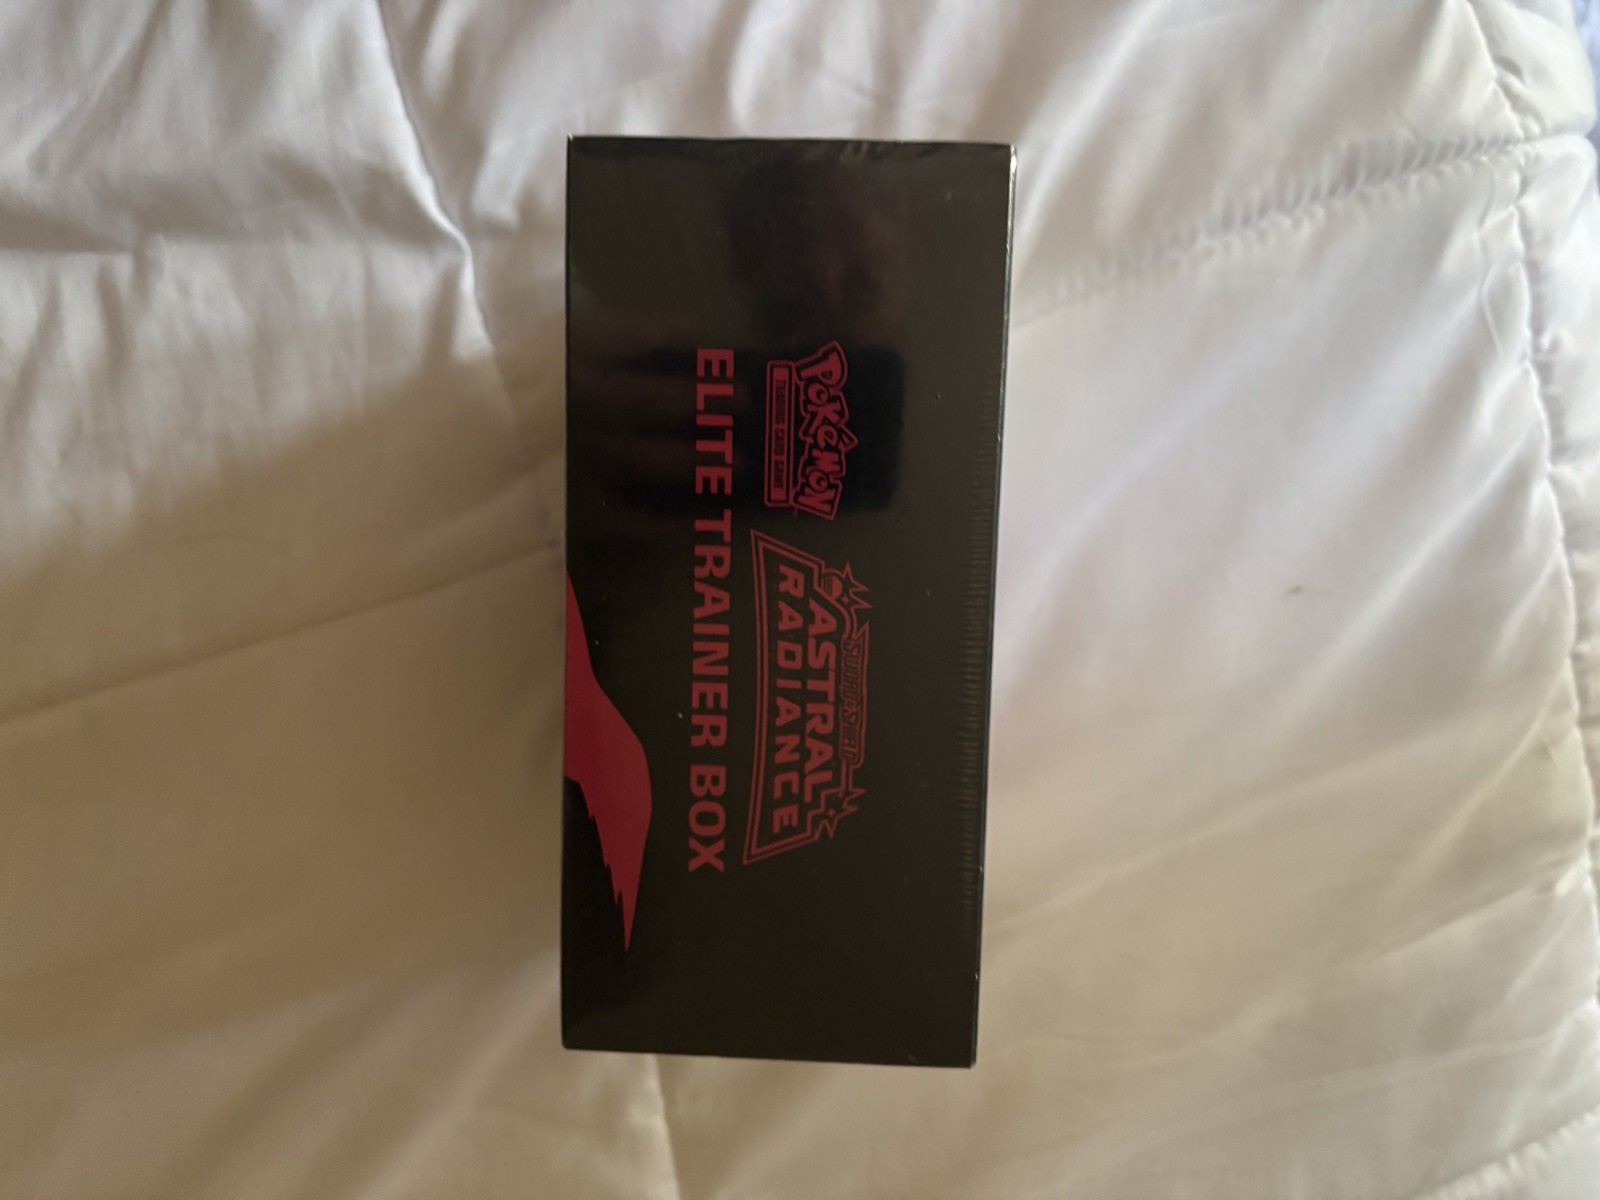 Pokémon
TRADING CARD GAME
SWORD & SHIELD
ASTRAL
RADIANCE
ELITE TRAINER BOX